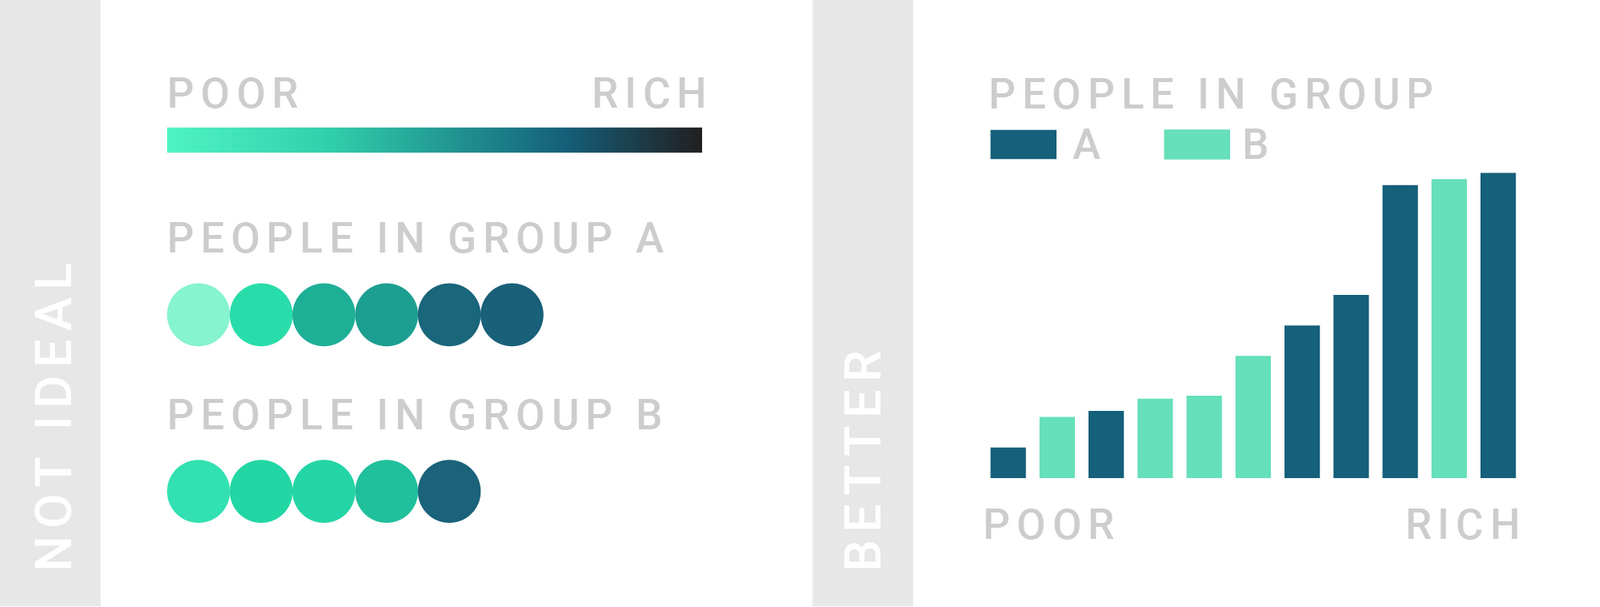 NOT IDEAL
POOR RICH
PEOPLE IN GROUP A
PEOPLE IN GROUP B
BETTER
PEOPLE IN GROUP
A B
POOR RICH